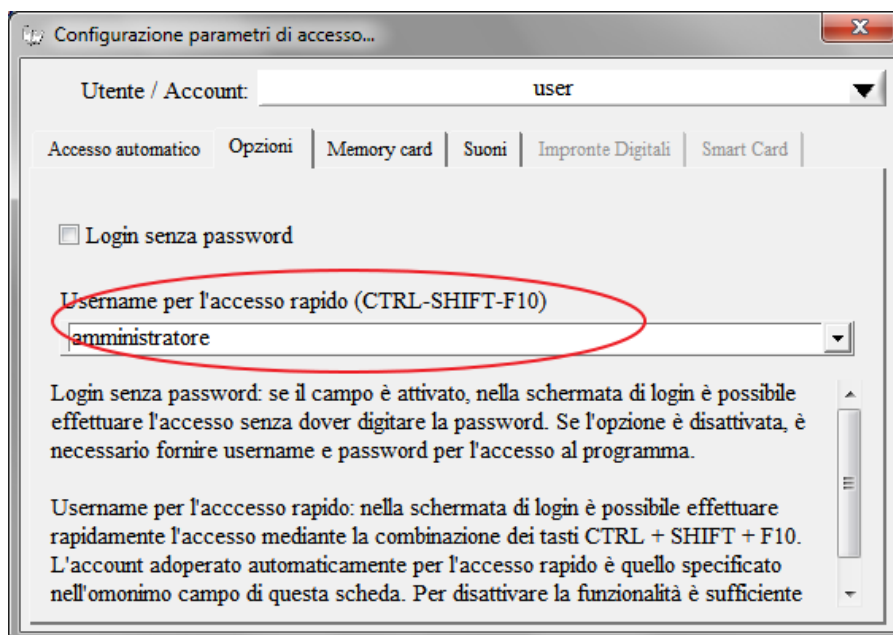 Configurazione parametri di accesso...
Utente / Account: user
Accesso automatico Opzioni Memory card Suoni Impronte Digitali Smart Card
Login senza password
Username per l'accesso rapido (CTRL-SHIFT-F10)
amministratore
Login senza password: se il campo è attivato, nella schermata di login è possibile
effettuare l'accesso senza dover digitare la password. Se l'opzione è disattivata, è
necessario fornire username e password per l'accesso al programma.
Username per l'acccesso rapido: nella schermata di login è possibile effettuare
rapidamente l'accesso mediante la combinazione dei tasti CTRL + SHIFT + F10.
L'account adoperato automaticamente per l'accesso rapido è quello specificato
nell'omonimo campo di questa scheda. Per disattivare la funzionalità è sufficiente